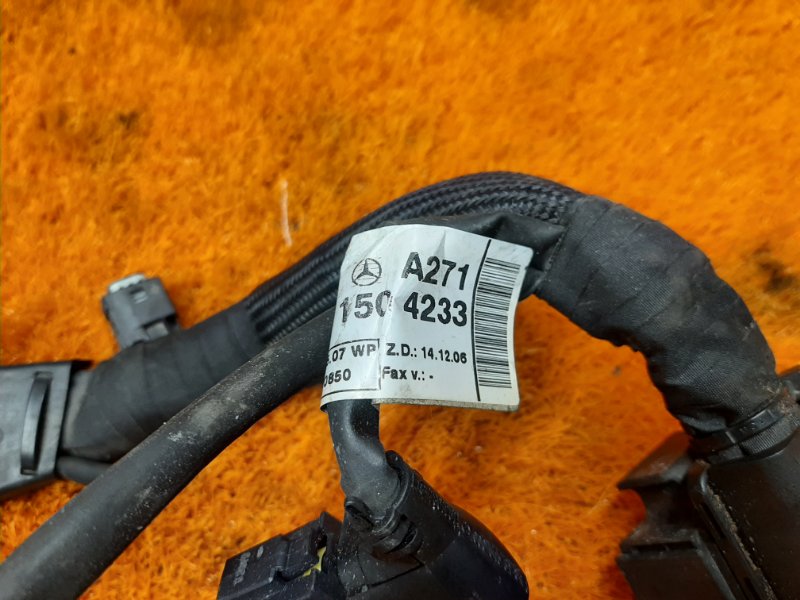 A271
150 4233
07 WP Z.D.: 14.12.06
0850 Fax v.: -